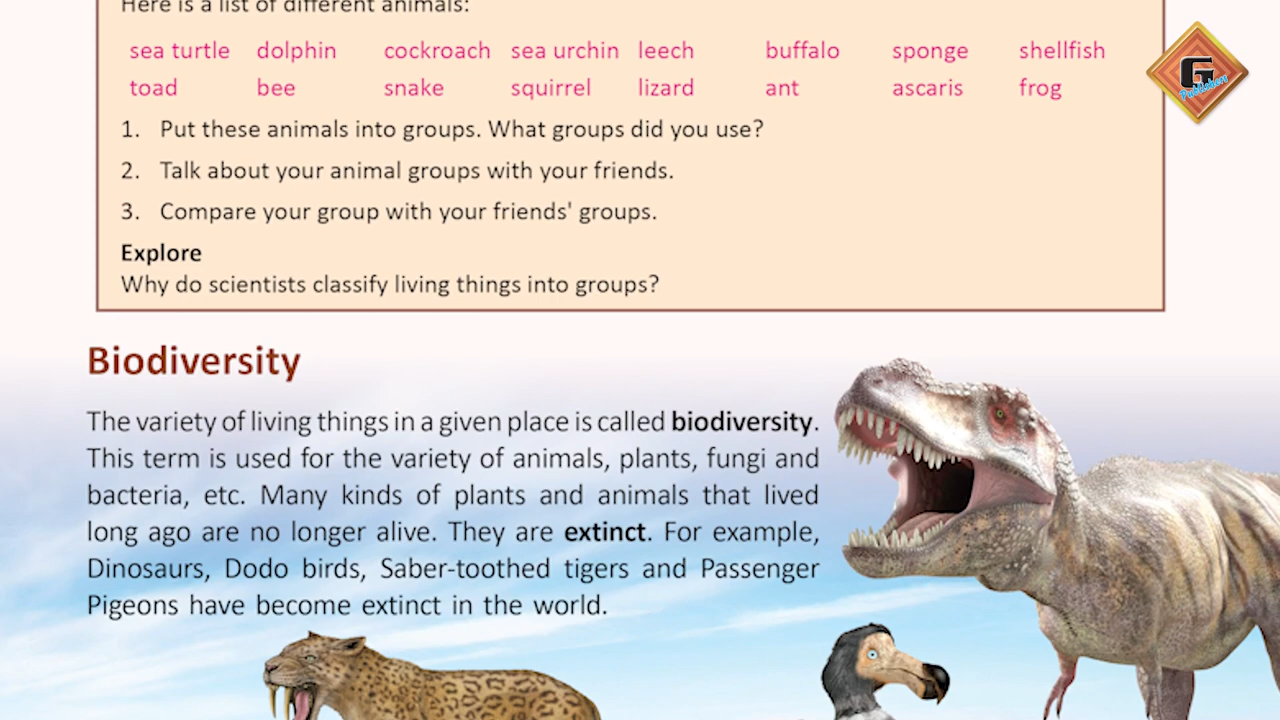 Here is a list of different animals:
sea turtle dolphin cockroach sea urchin leech buffalo sponge shellfish
toad bee snake squirrel lizard ant ascaris frog
1. Put these animals into groups. What groups did you use?
2. Talk about your animal groups with your friends.
3. Compare your group with your friends' groups.
Explore
Why do scientists classify living things into groups?
Biodiversity
The variety of living things in a given place is called biodiversity.
This term is used for the variety of animals, plants, fungi and
bacteria, etc. Many kinds of plants and animals that lived
long ago are no longer alive. They are extinct. For example,
Dinosaurs, Dodo birds, Saber-toothed tigers and Passenger
Pigeons have become extinct in the world.
G
Publishers